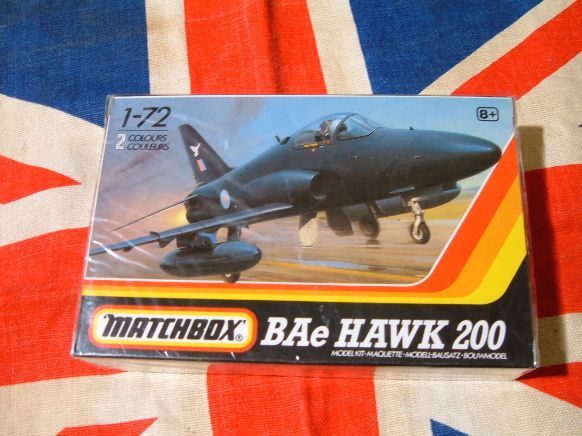 1-72
2 COLOURS
COULEURS
8+
MATCHBOX®
BAe HAWK 200
MODEL KIT-MAQUETTE-MODELL-BAUSATZ-BOUWMODEL